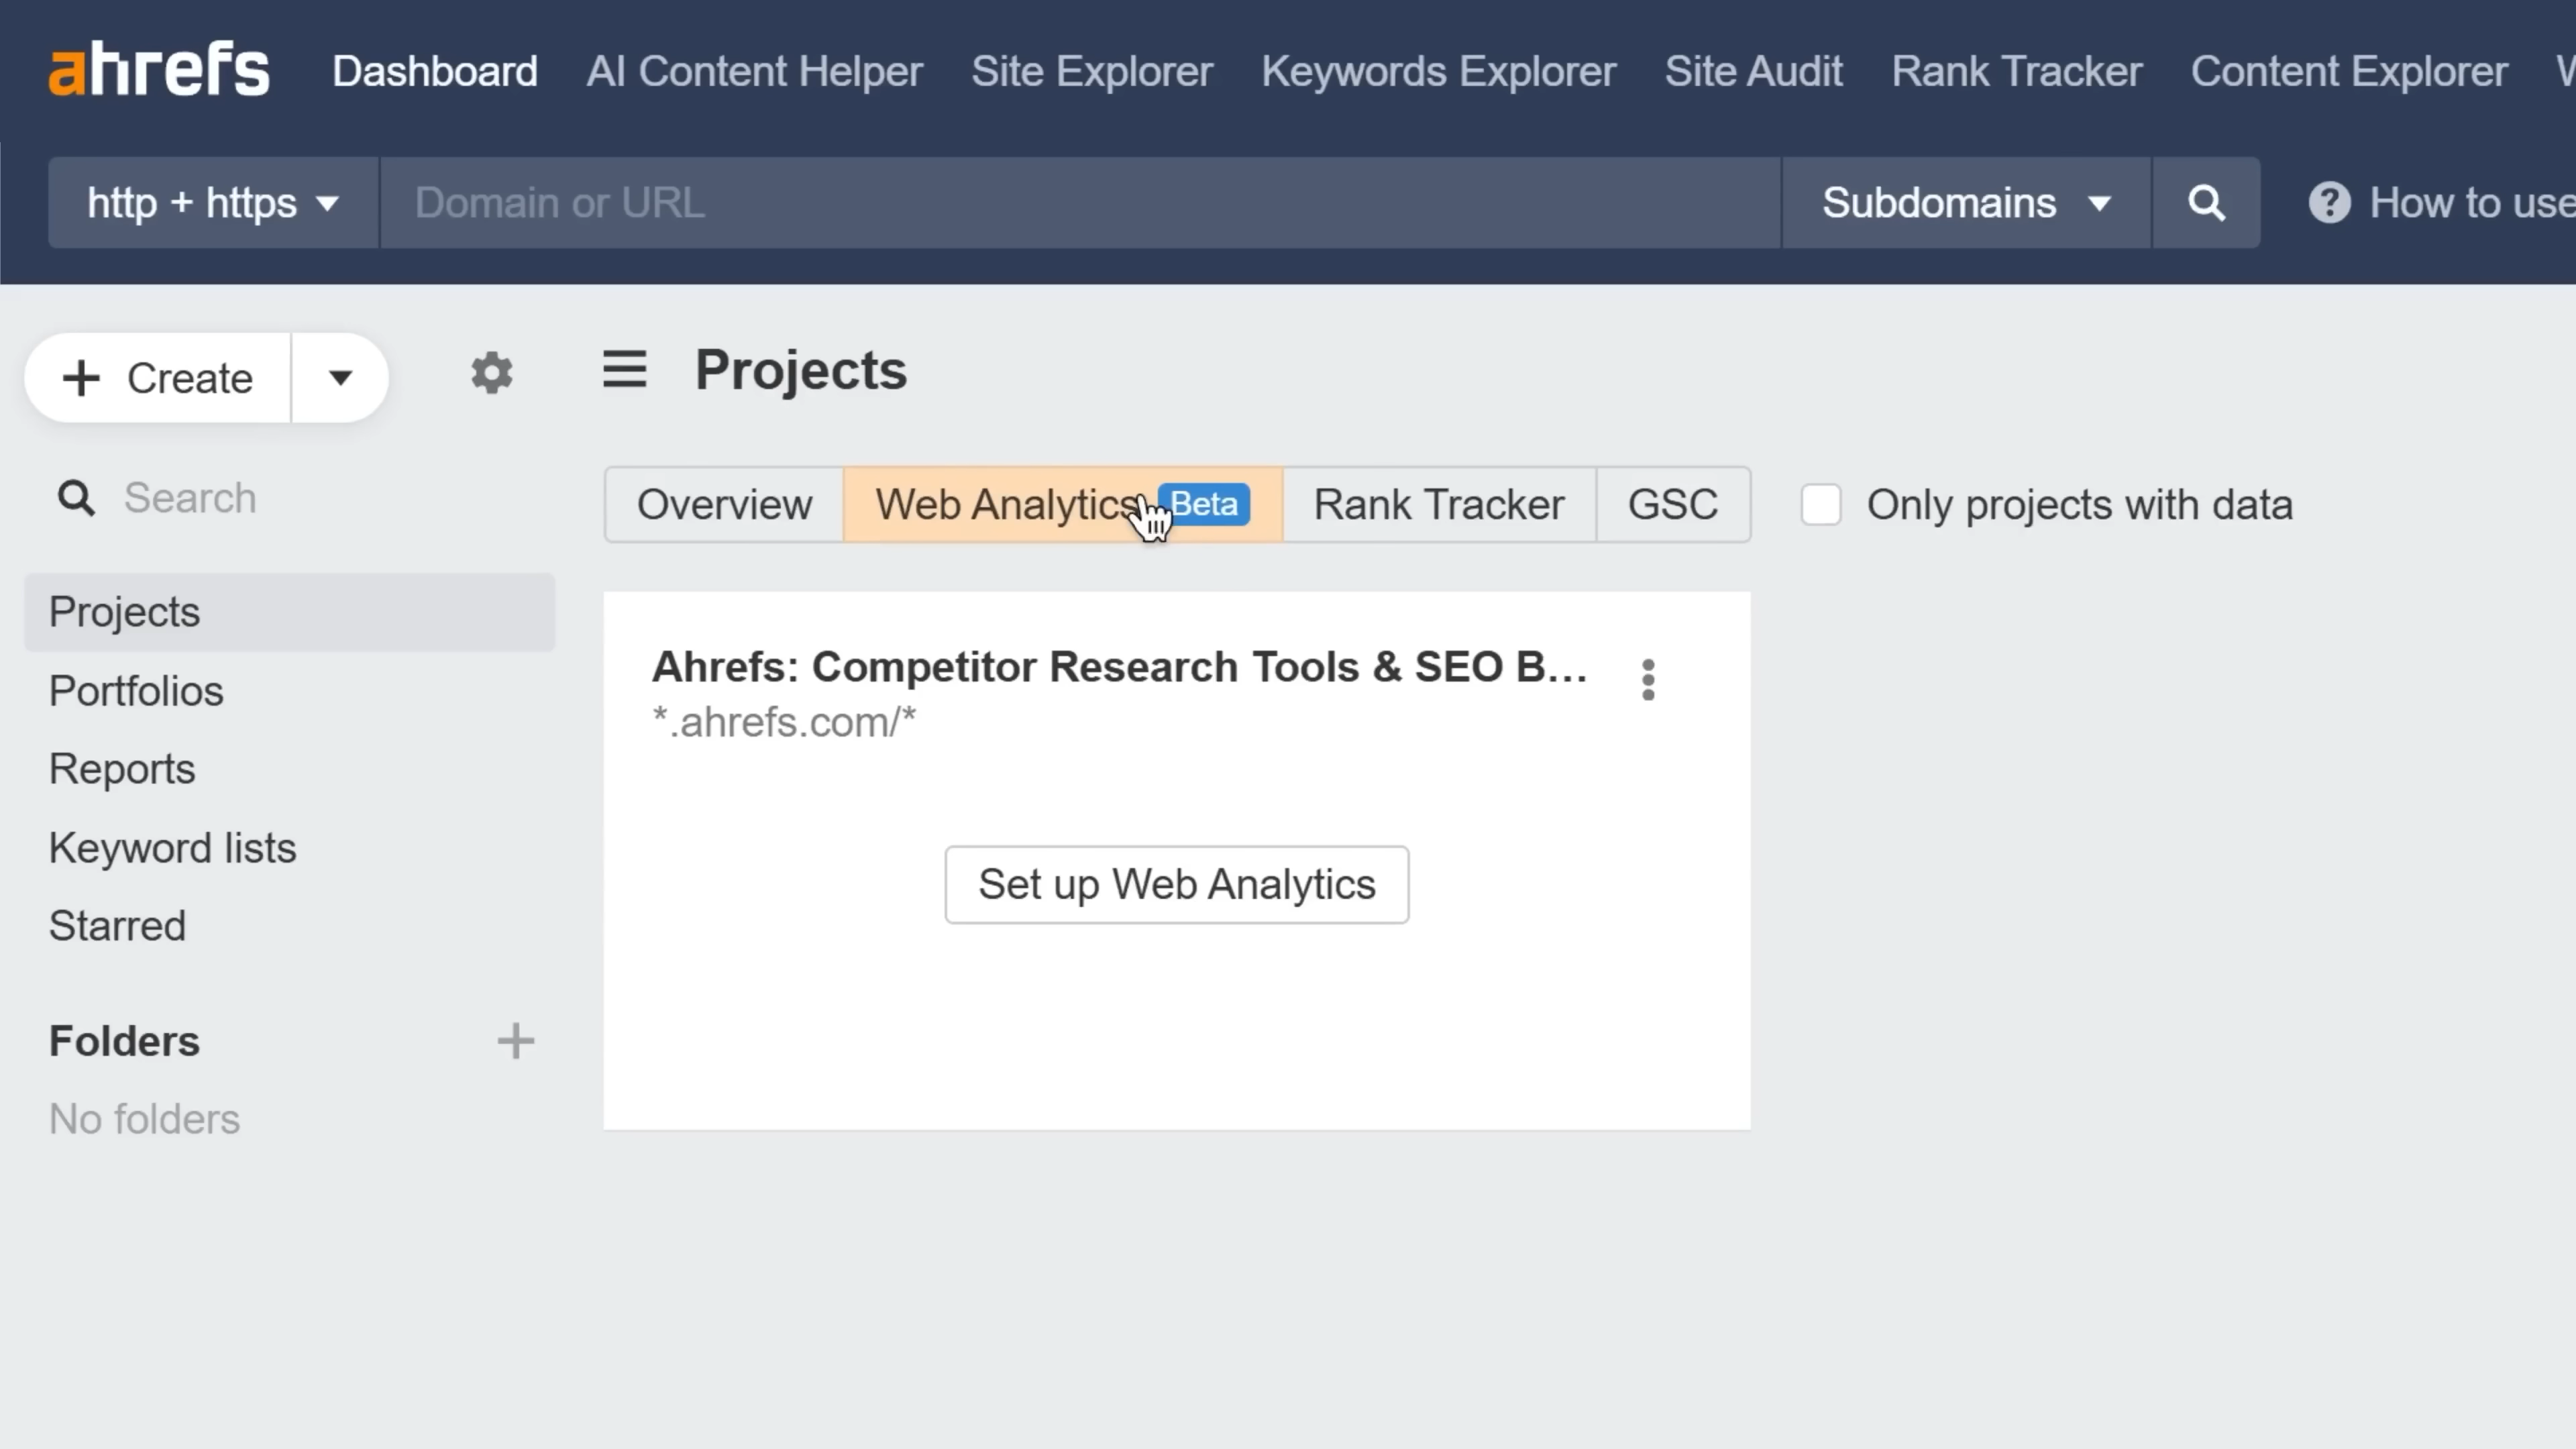 ahrefs Dashboard AI Content Helper Site Explorer Keywords Explorer Site Audit Rank Tracker Content Explorer
http + https Domain or URL Subdomains ? How to use
Create
Projects
Search
Overview Web Analytics Beta Rank Tracker GSC Only projects with data
Projects
Portfolios
Reports
Keyword lists
Starred
Folders
No folders
Ahrefs: Competitor Research Tools & SEO B...
*.ahrefs.com/*
Set up Web Analytics